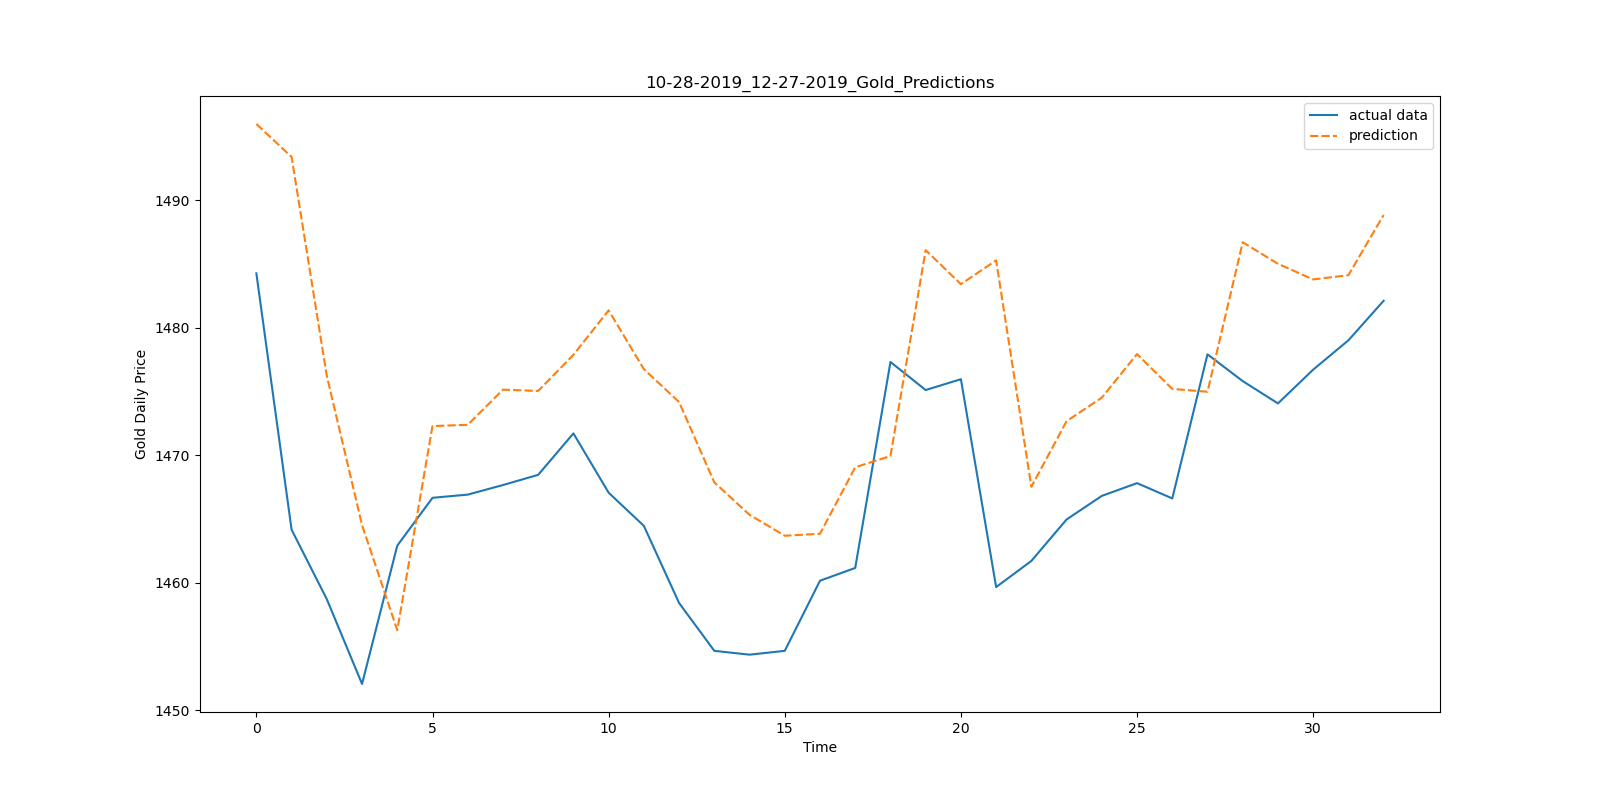 10-28-2019_12-27-2019_Gold_Predictions
actual data
prediction
Gold Daily Price
1490
1480
1470
1460
1450
0 5 10 15 20 25 30
Time